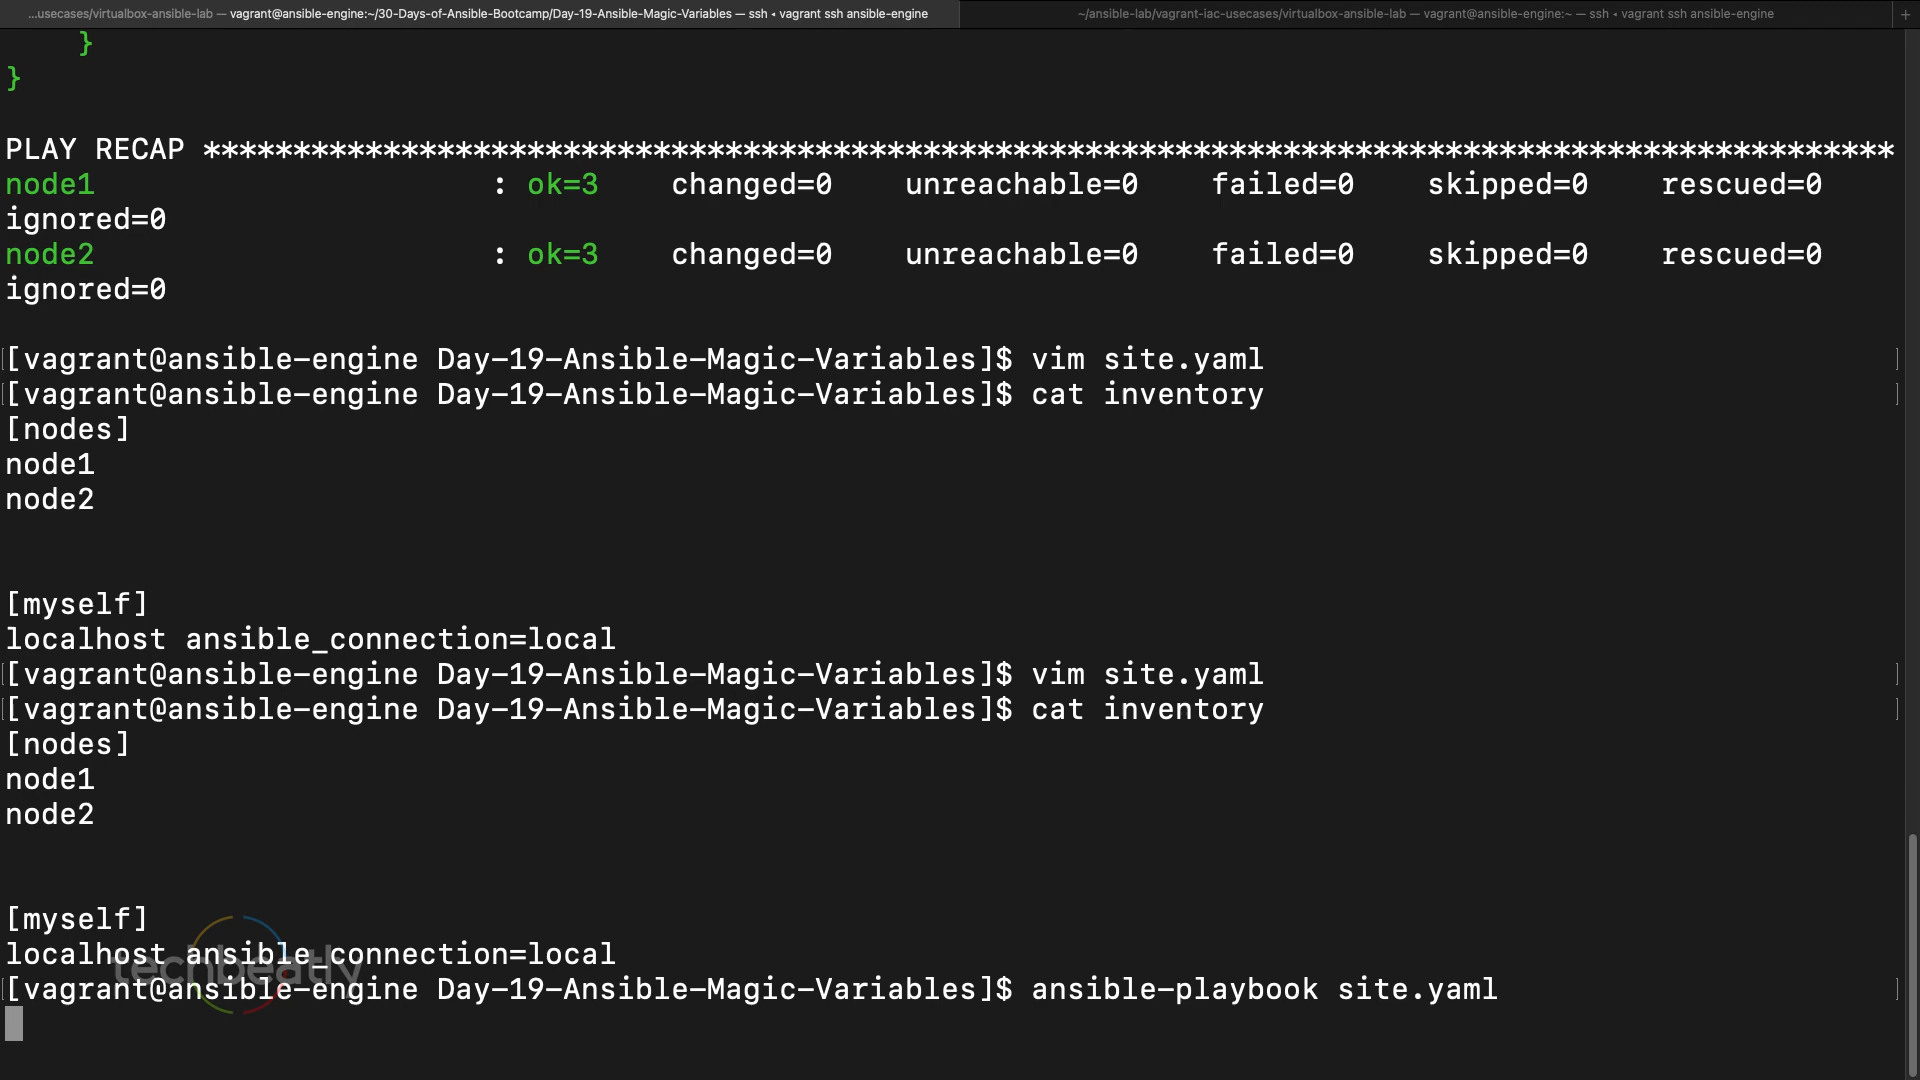 ...usecases/virtualbox-ansible-lab — vagrant@ansible-engine:~/30-Days-of-Ansible-Bootcamp/Day-19-Ansible-Magic-Variables — ssh ◂ vagrant ssh ansible-engine
~/ansible-lab/vagrant-iac-usecases/virtualbox-ansible-lab — vagrant@ansible-engine:~ — ssh ◂ vagrant ssh ansible-engine
+
}
}
PLAY RECAP **********************************************************************************************
node1                      : ok=3    changed=0    unreachable=0    failed=0    skipped=0    rescued=0
ignored=0
node2                      : ok=3    changed=0    unreachable=0    failed=0    skipped=0    rescued=0
ignored=0
[vagrant@ansible-engine Day-19-Ansible-Magic-Variables]$ vim site.yaml
[vagrant@ansible-engine Day-19-Ansible-Magic-Variables]$ cat inventory
[nodes]
node1
node2
[myself]
localhost ansible_connection=local
[vagrant@ansible-engine Day-19-Ansible-Magic-Variables]$ vim site.yaml
[vagrant@ansible-engine Day-19-Ansible-Magic-Variables]$ cat inventory
[nodes]
node1
node2
[myself]
localhost ansible_connection=local
techbeatly
[vagrant@ansible-engine Day-19-Ansible-Magic-Variables]$ ansible-playbook site.yaml